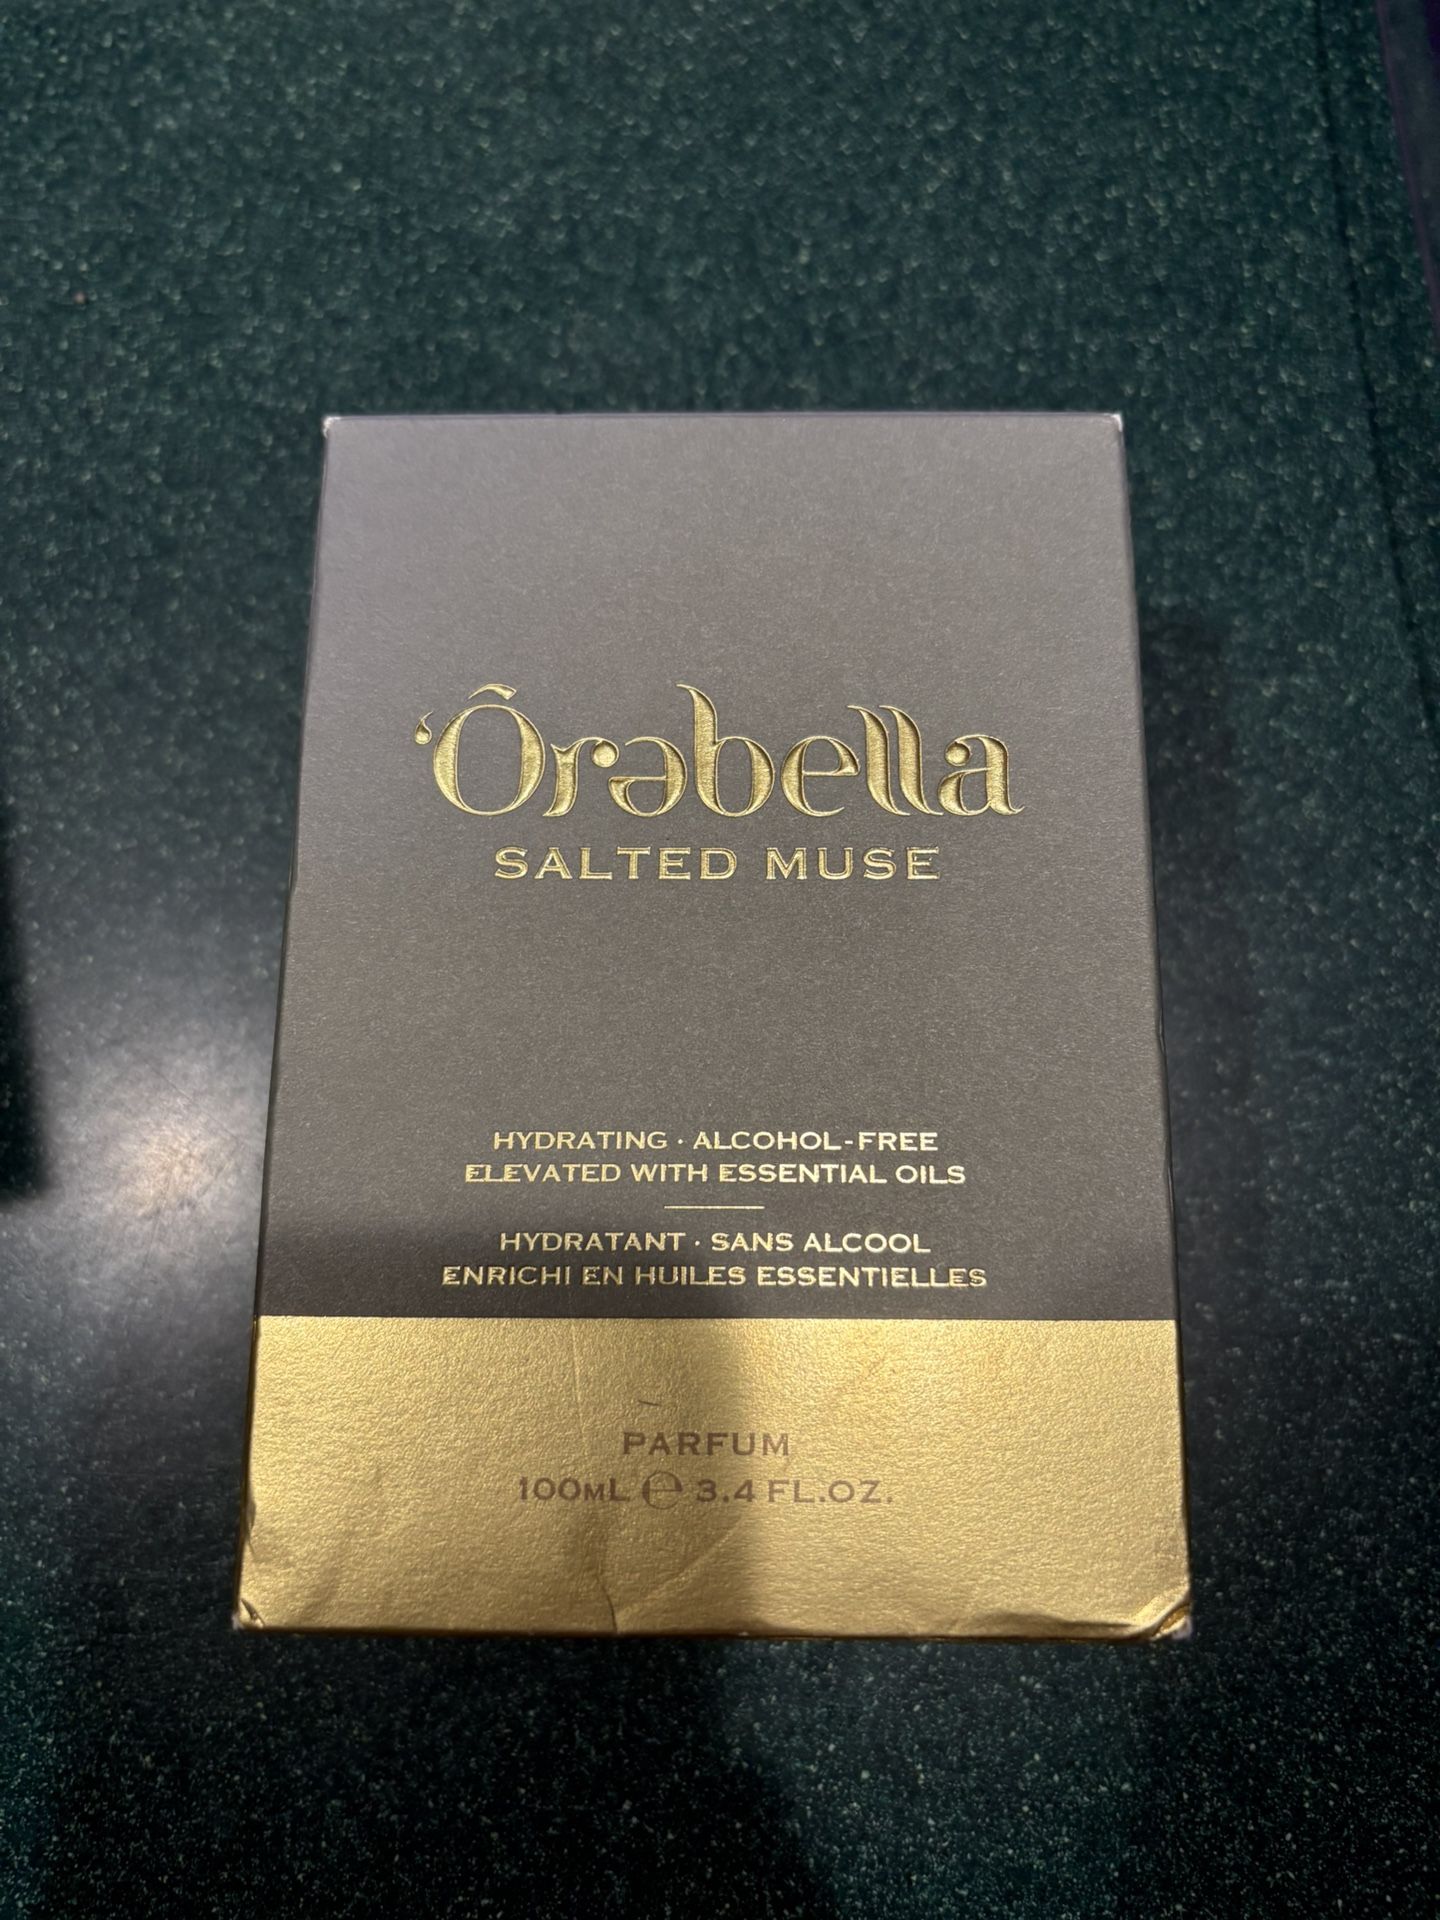 ‘Ôrəbella
SALTED MUSE
HYDRATING · ALCOHOL-FREE
ELEVATED WITH ESSENTIAL OILS
HYDRATANT · SANS ALCOOL
ENRICHI EN HUILES ESSENTIELLES
PARFUM
100ML ℮ 3.4 FL.OZ.